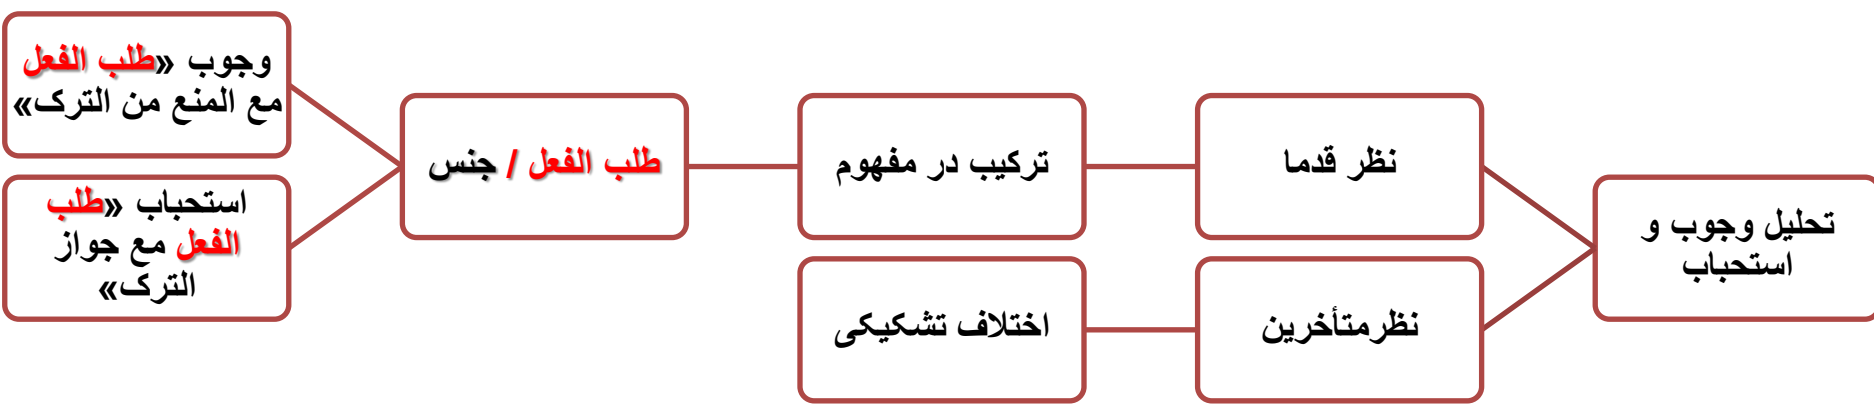 تحلیل وجوب و
استحباب
نظر قدما
ترکیب در مفهوم
طلب الفعل / جنس
وجوب «طلب الفعل
مع المنع من الترک»
استحباب «طلب
الفعل مع جواز
الترک»
نظرمتأخرین
اختلاف تشکیکی